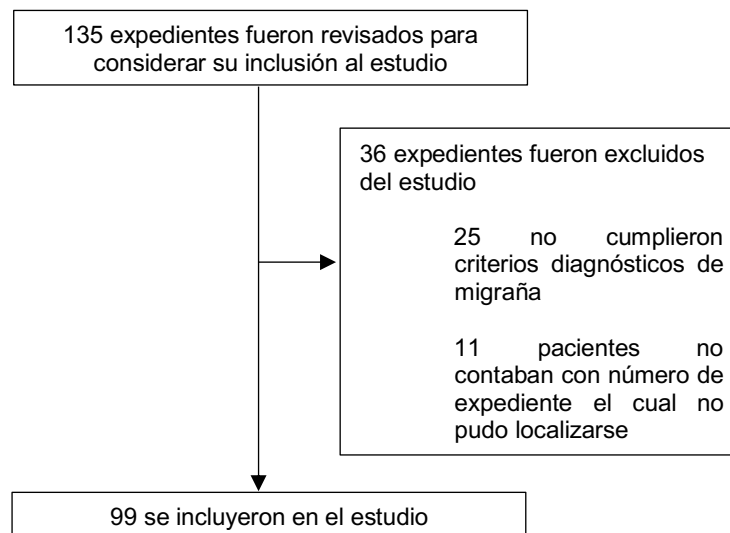 135 expedientes fueron revisados para
considerar su inclusión al estudio
36 expedientes fueron excluidos
del estudio
25 no cumplieron
criterios diagnósticos de
migraña
11 pacientes no
contaban con número de
expediente el cual no
pudo localizarse
99 se incluyeron en el estudio